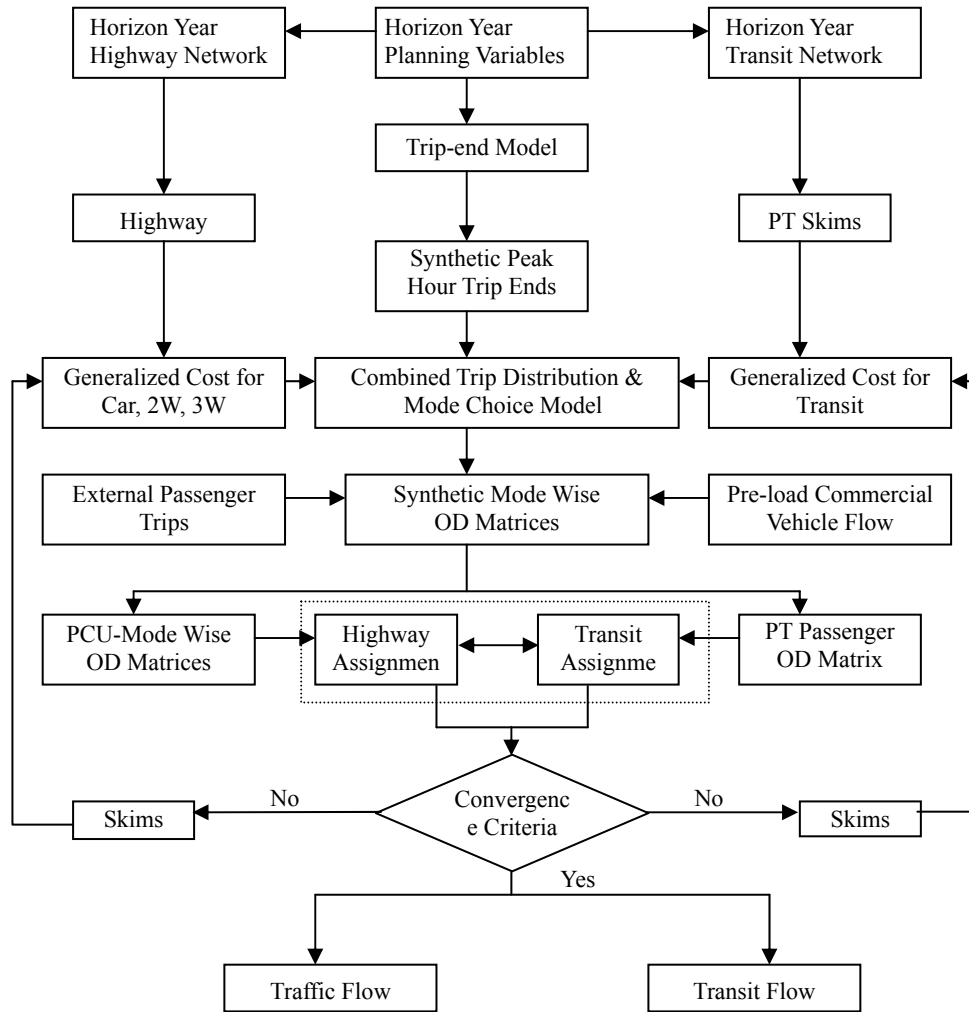 Horizon Year
Highway Network
Horizon Year
Planning Variables
Horizon Year
Transit Network
Trip-end Model
Highway
PT Skims
Synthetic Peak
Hour Trip Ends
Generalized Cost for
Car, 2W, 3W
Combined Trip Distribution &
Mode Choice Model
Generalized Cost for
Transit
External Passenger
Trips
Synthetic Mode Wise
OD Matrices
Pre-load Commercial
Vehicle Flow
PCU-Mode Wise
OD Matrices
Highway
Assignmen
Transit
Assignme
PT Passenger
OD Matrix
Skims
No
Convergenc
e Criteria
No
Skims
Yes
Traffic Flow
Transit Flow